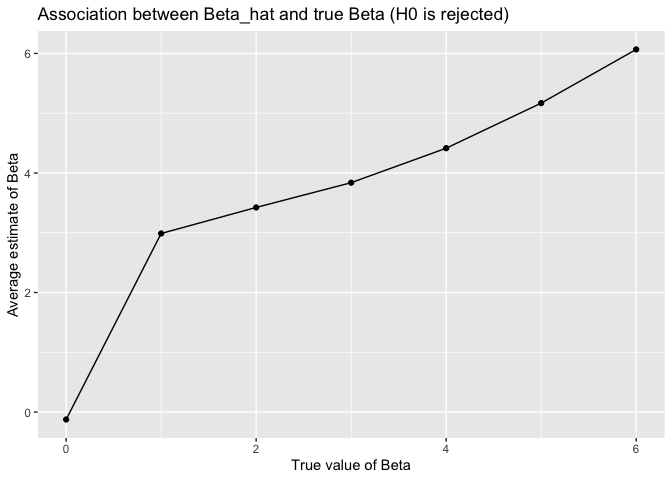 Association between Beta_hat and true Beta (H0 is rejected)
6
4
2
0
Average estimate of Beta
0
2
4
6
True value of Beta